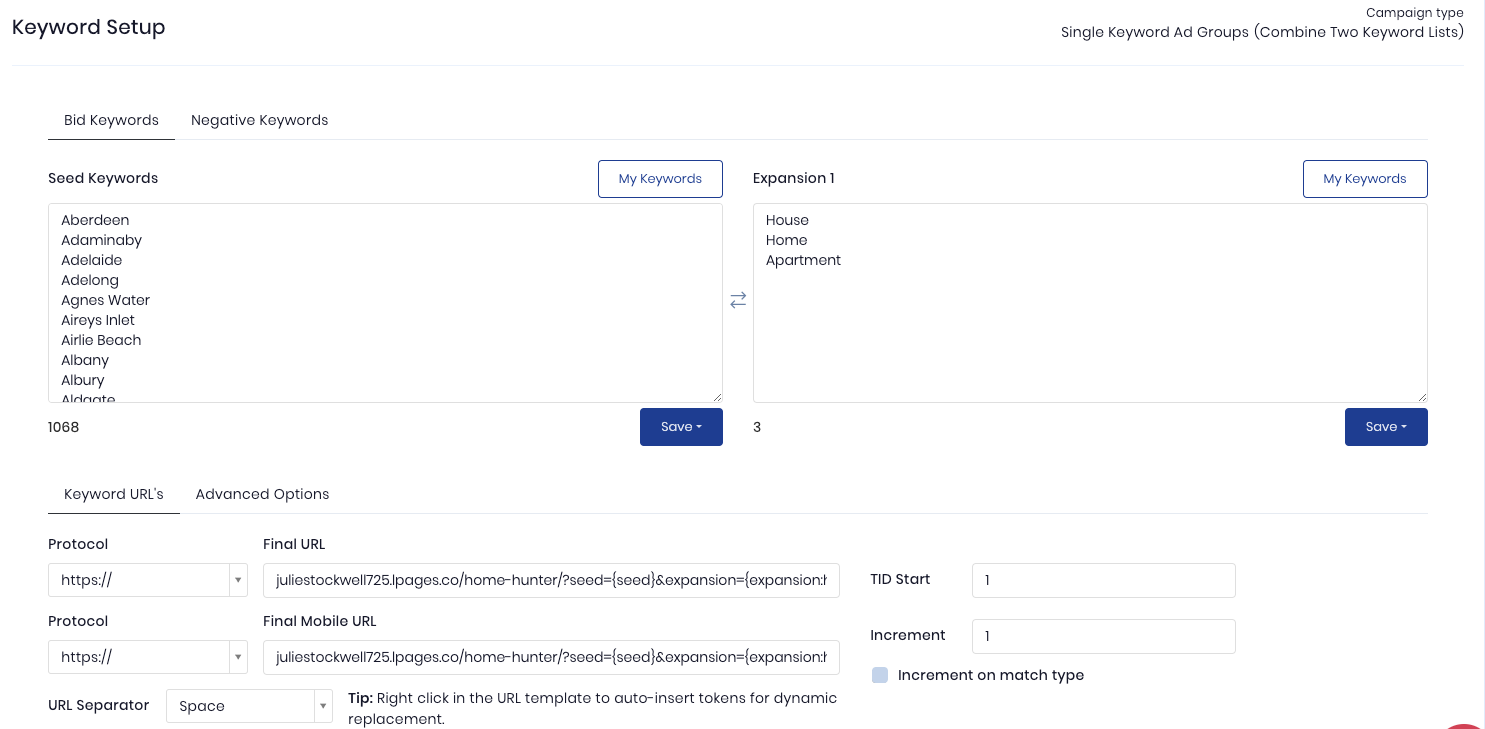 Keyword Setup
Campaign type
Single Keyword Ad Groups (Combine Two Keyword Lists)
Bid Keywords
Negative Keywords
Seed Keywords
My Keywords
Expansion 1
My Keywords
Aberdeen
Adaminaby
Adelaide
Adelong
Agnes Water
Aireys Inlet
Airlie Beach
Albany
Albury
Aldgate
House
Home
Apartment
1068
Save
3
Save
Keyword URL's
Advanced Options
Protocol
Final URL
https://
juliestockwell725.lpages.co/home-hunter/?seed={seed}&expansion={expansion:
TID Start
1
Protocol
Final Mobile URL
https://
juliestockwell725.lpages.co/home-hunter/?seed={seed}&expansion={expansion:
Increment
1
Increment on match type
URL Separator
Space
Tip: Right click in the URL template to auto-insert tokens for dynamic
replacement.